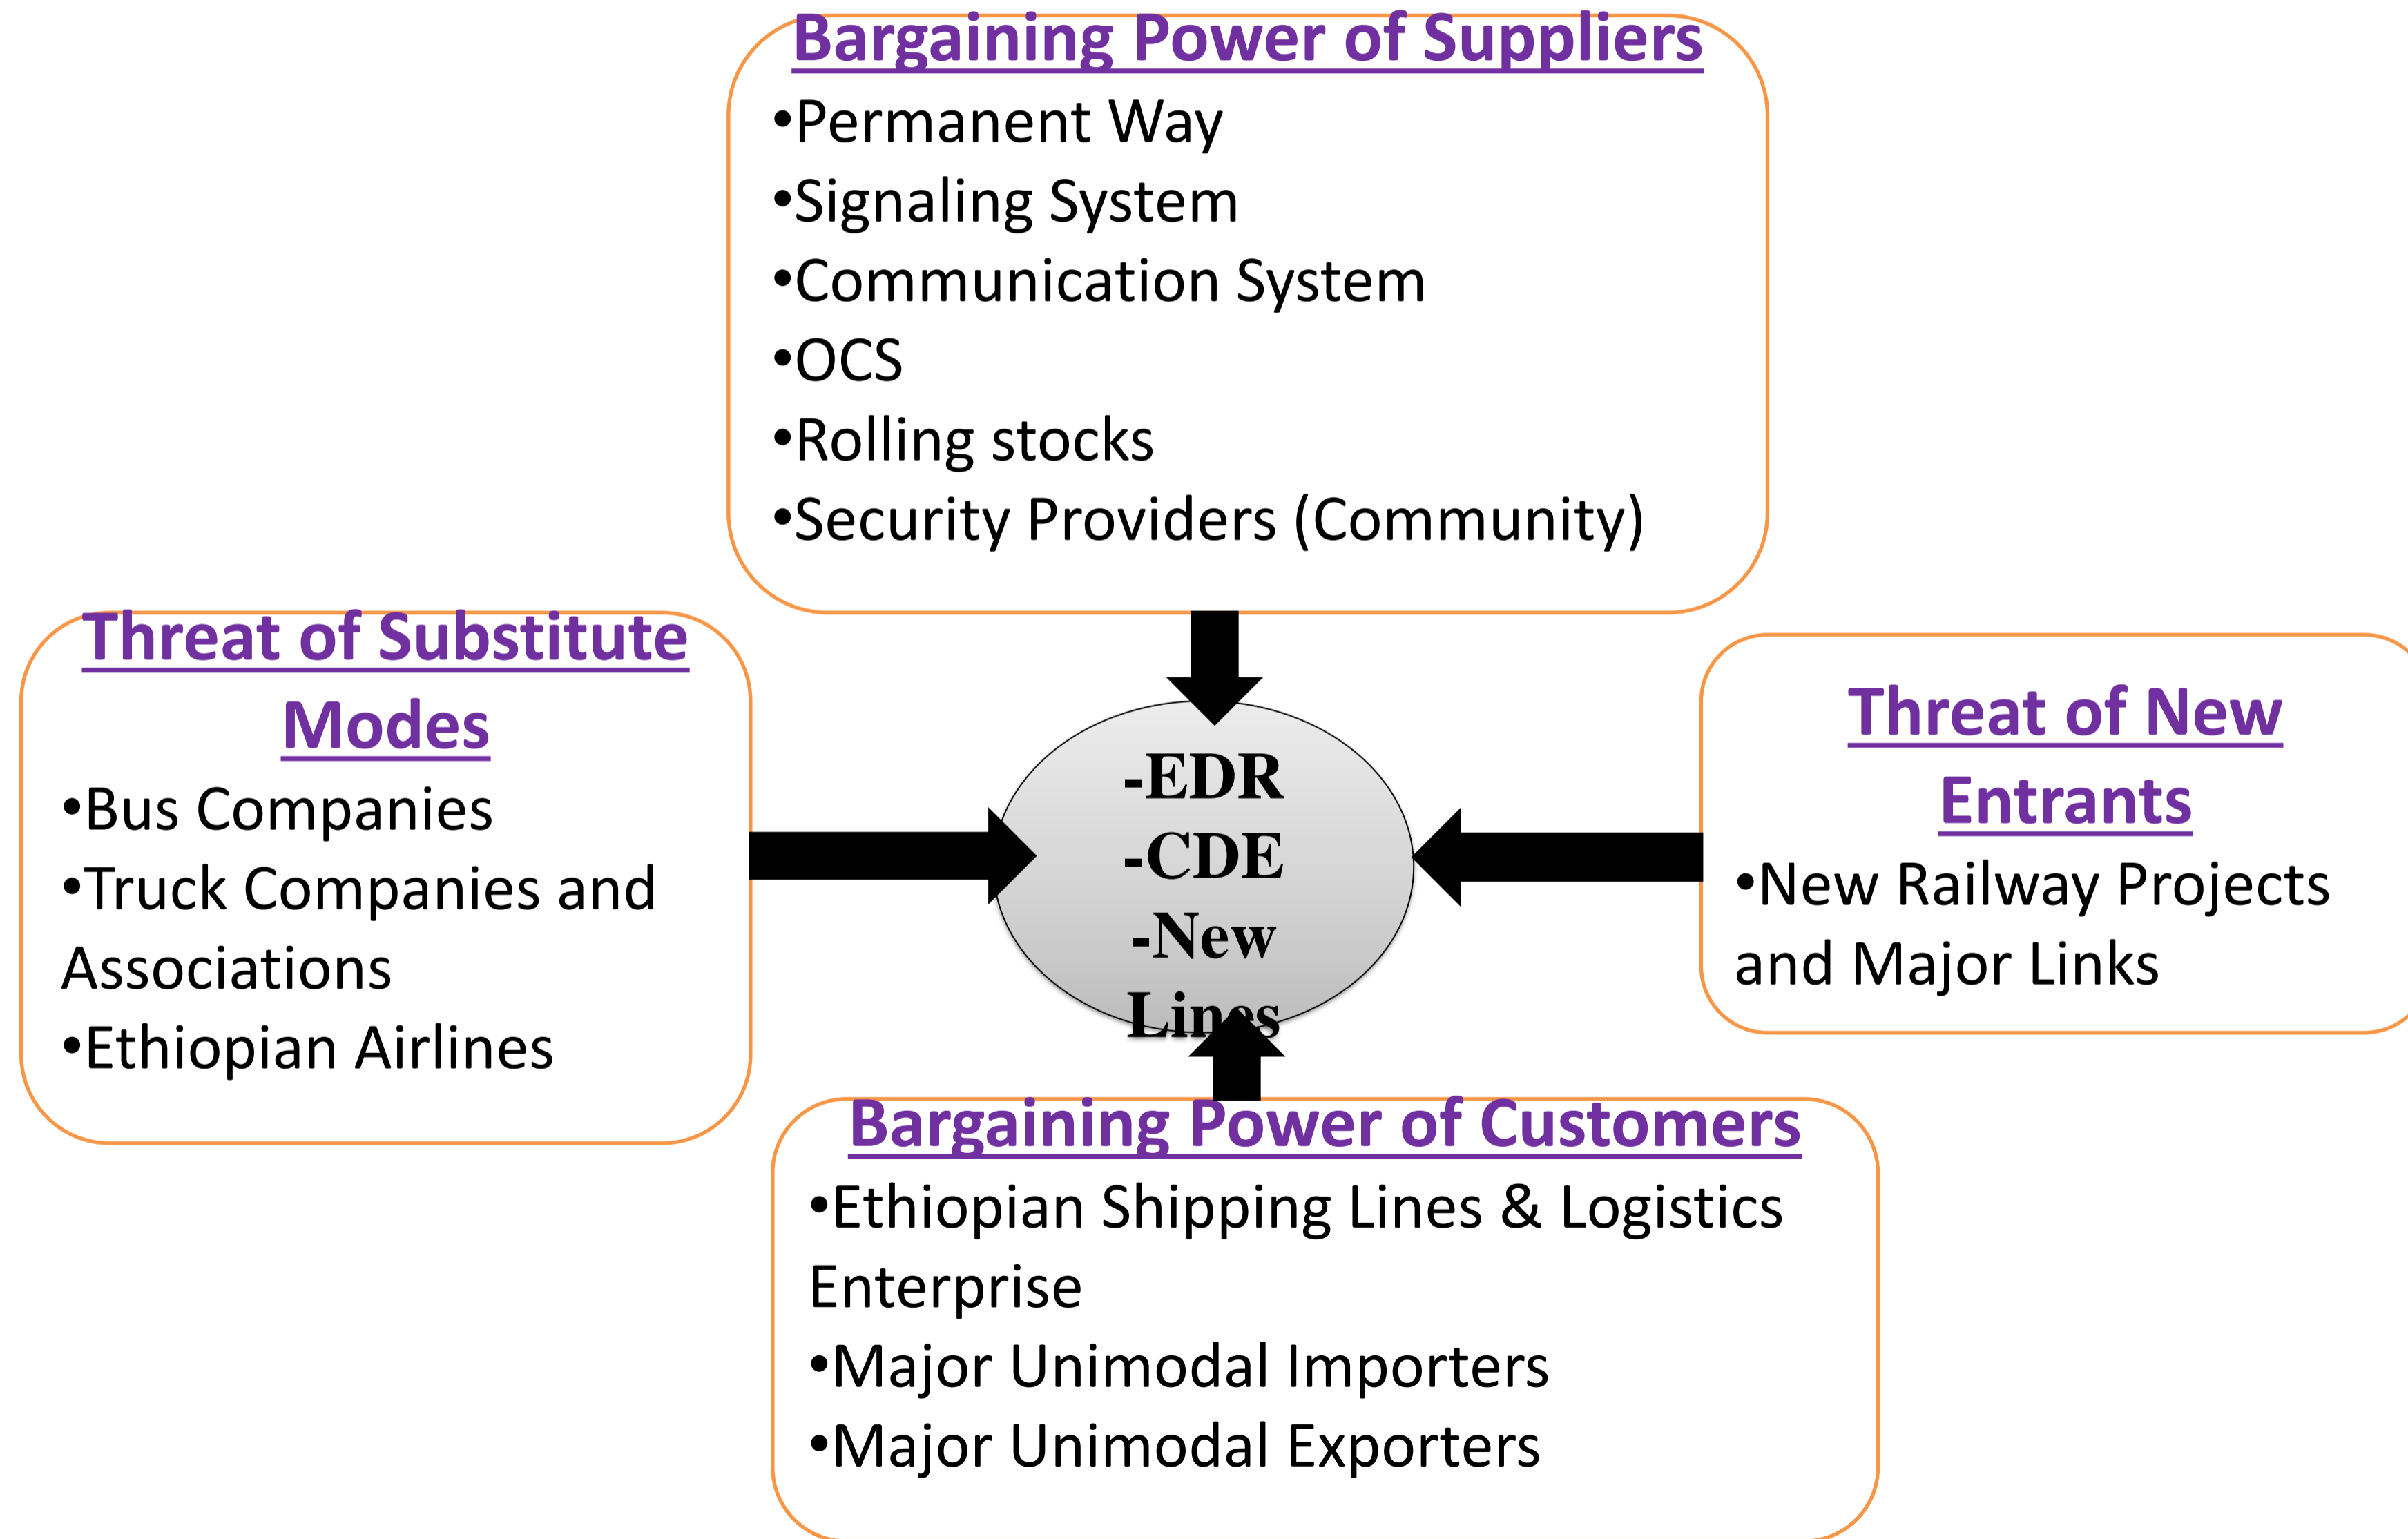 Bargaining Power of Suppliers
•Permanent Way
•Signaling System
•Communication System
•OCS
•Rolling stocks
•Security Providers (Community)
Threat of Substitute
Modes
•Bus Companies
•Truck Companies and
Associations
•Ethiopian Airlines
-EDR
-CDE
-New
Lines
Threat of New
Entrants
•New Railway Projects
and Major Links
Bargaining Power of Customers
•Ethiopian Shipping Lines & Logistics
Enterprise
•Major Unimodal Importers
•Major Unimodal Exporters